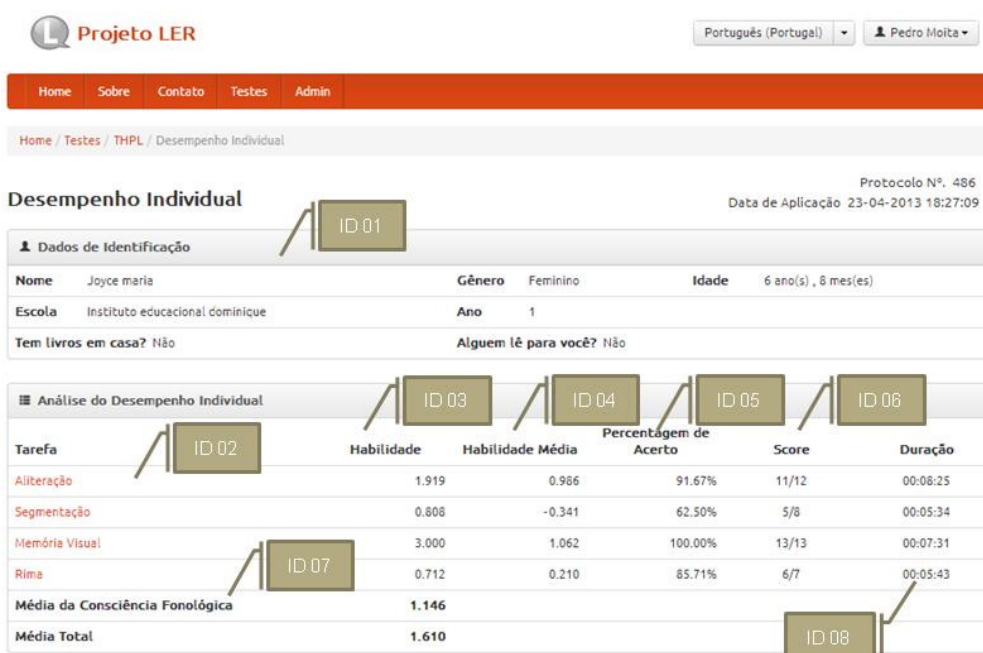 Projeto LER
Português (Portugal) Pedro Moita
Home Sobre Contato Testes Admin
Home / Testes / THPL / Desempenho Individual
Protocolo Nº. 486
Desempenho Individual
Data de Aplicação 23-04-2013 18:27:09
ID 01
Dados de Identificação
Nome Joyce maria Gênero Feminino Idade 6 ano(s) , 8 mes(es)
Escola Instituto educacional dominique Ano 1
Tem livros em casa? Não Alguem lê para você? Não
Análise do Desempenho Individual
ID 03 ID 04 ID 05 ID 06
ID 02
Tarefa Habilidade Habilidade Média Percentagem de Acerto Score Duração
Aliteração 1.919 0.986 91.67% 11/12 00:08:25
Segmentação 0.808 -0.341 62.50% 5/8 00:05:34
Memória Visual 3.000 1.062 100.00% 13/13 00:07:31
ID 07
Rima 0.712 0.210 85.71% 6/7 00:05:43
Média da Consciência Fonológica 1.146
Média Total 1.610
ID 08